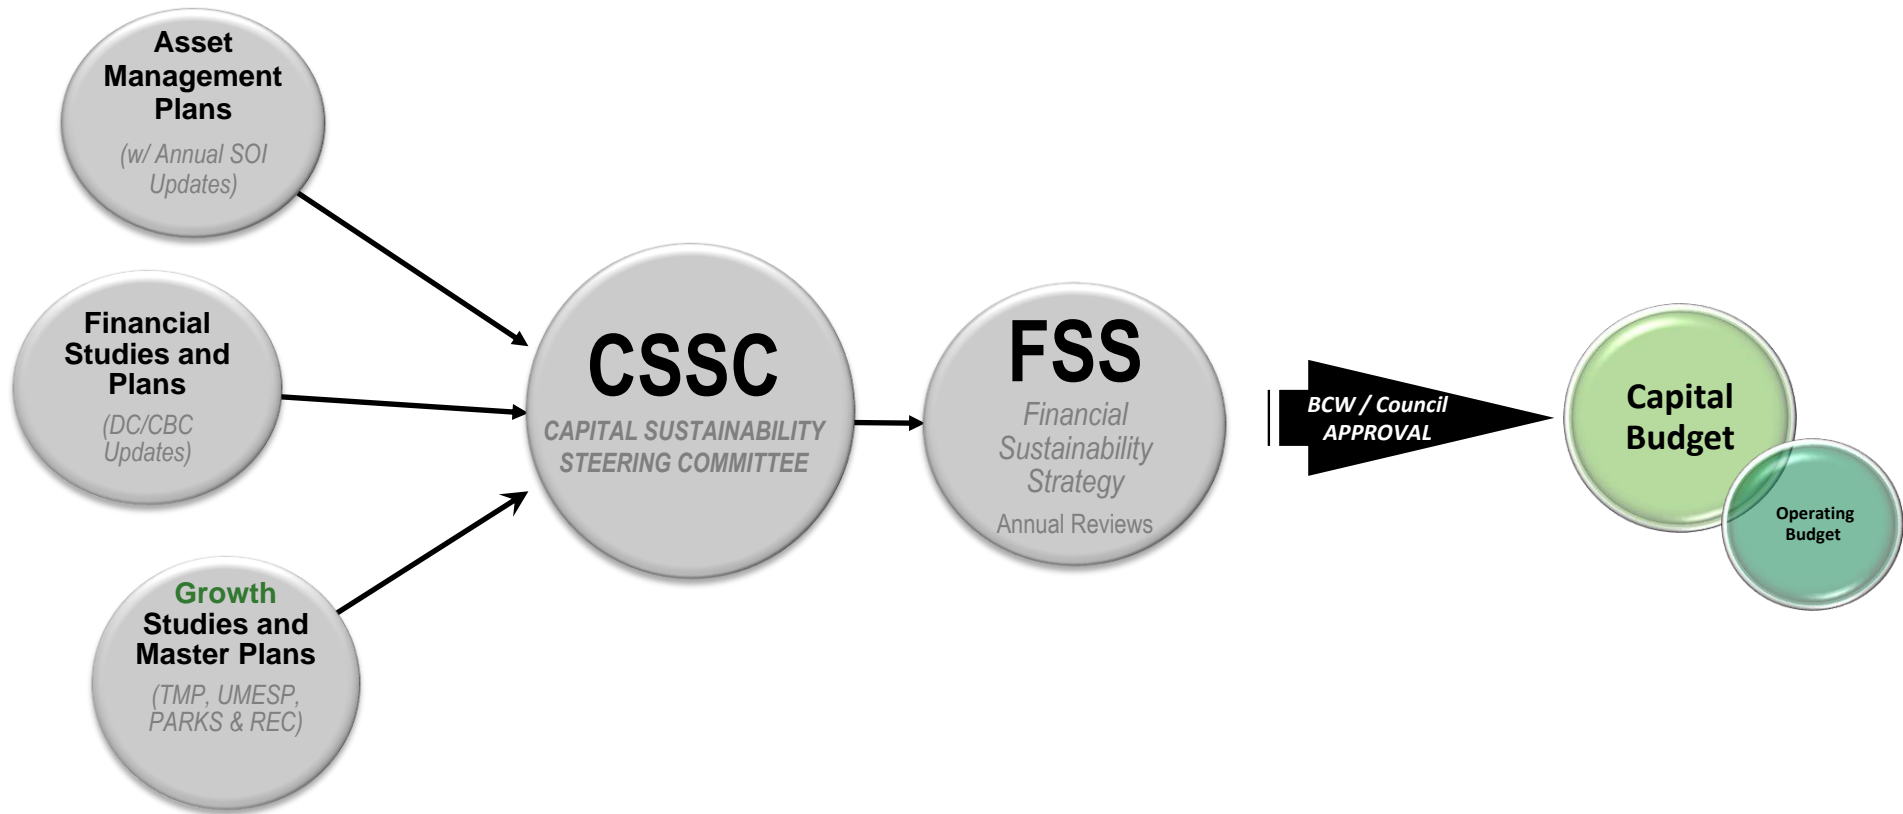 Asset
Management
Plans
(w/ Annual SOI
Updates)
Financial
Studies and
Plans
(DC/CBC
Updates)
Growth
Studies and
Master Plans
(TMP, UMESP,
PARKS & REC)
CSSC
CAPITAL SUSTAINABILITY
STEERING COMMITTEE
FSS
Financial
Sustainability
Strategy
Annual Reviews
BCW / Council
APPROVAL
Capital
Budget
Operating
Budget